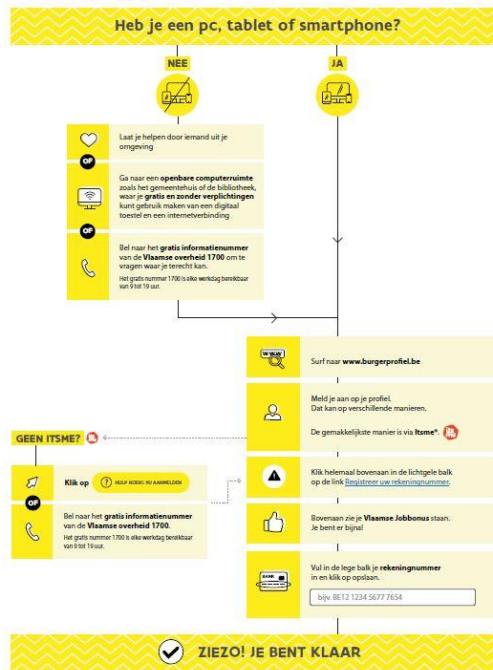 Heb je een pc, tablet of smartphone?
NEE
JA
Laat je helpen door iemand uit je
omgeving
OF
Ga naar een openbare computerruimte
zoals het gemeentehuis of de bibliotheek,
waar je gratis en zonder verplichtingen
kunt gebruik maken van een digitaal
toestel en een internetverbinding
OF
Bel naar het gratis informatienummer
van de Vlaamse overheid 1700 om te
vragen waar je terecht kan.
Het gratis nummer 1700 is elke werkdag bereikbaar
van 9 tot 19 uur.
WWW
Surf naar www.burgerprofiel.be
Meld je aan op je profiel.
Dat kan op verschillende manieren.
De gemakkelijkste manier is via Itsme®.
GEEN ITSME?
Klik op
? HULP NODIG BIJ AANMELDEN
OF
Bel naar het gratis informatienummer
van de Vlaamse overheid 1700.
Het gratis nummer 1700 is elke werkdag bereikbaar
van 9 tot 19 uur.
Klik helemaal bovenaan in de lichtgele balk
op de link Registreer uw rekeningnummer.
Bovenaan zie je Vlaamse Jobbonus staan.
Je bent er bijna!
BANK
Vul in de lege balk je rekeningnummer
in en klik op opslaan.
bijv. BE12 1234 5677 7654
ZIEZO! JE BENT KLAAR